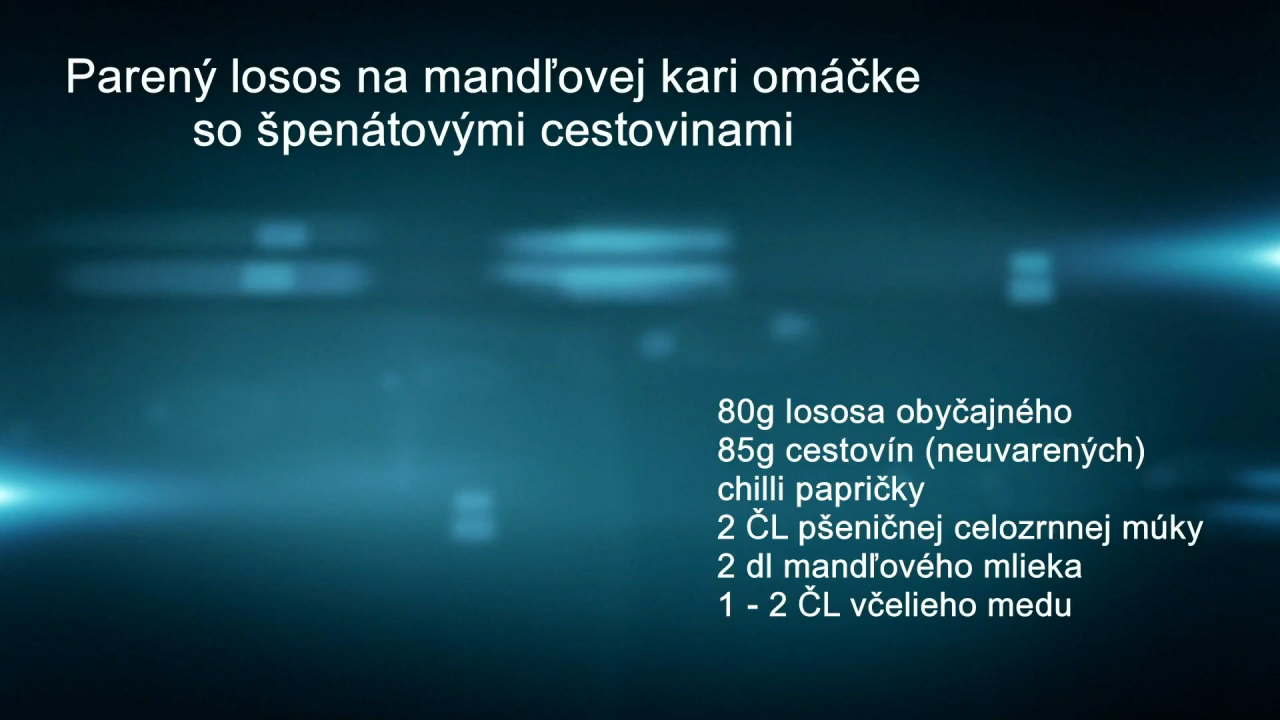 Parený losos na mandľovej kari omáčke
so špenátovými cestovinami
80g lososa obyčajného
85g cestovín (neuvarených)
chilli papričky
2 ČL pšeničnej celozrnnej múky
2 dl mandľového mlieka
1 - 2 ČL včelieho medu